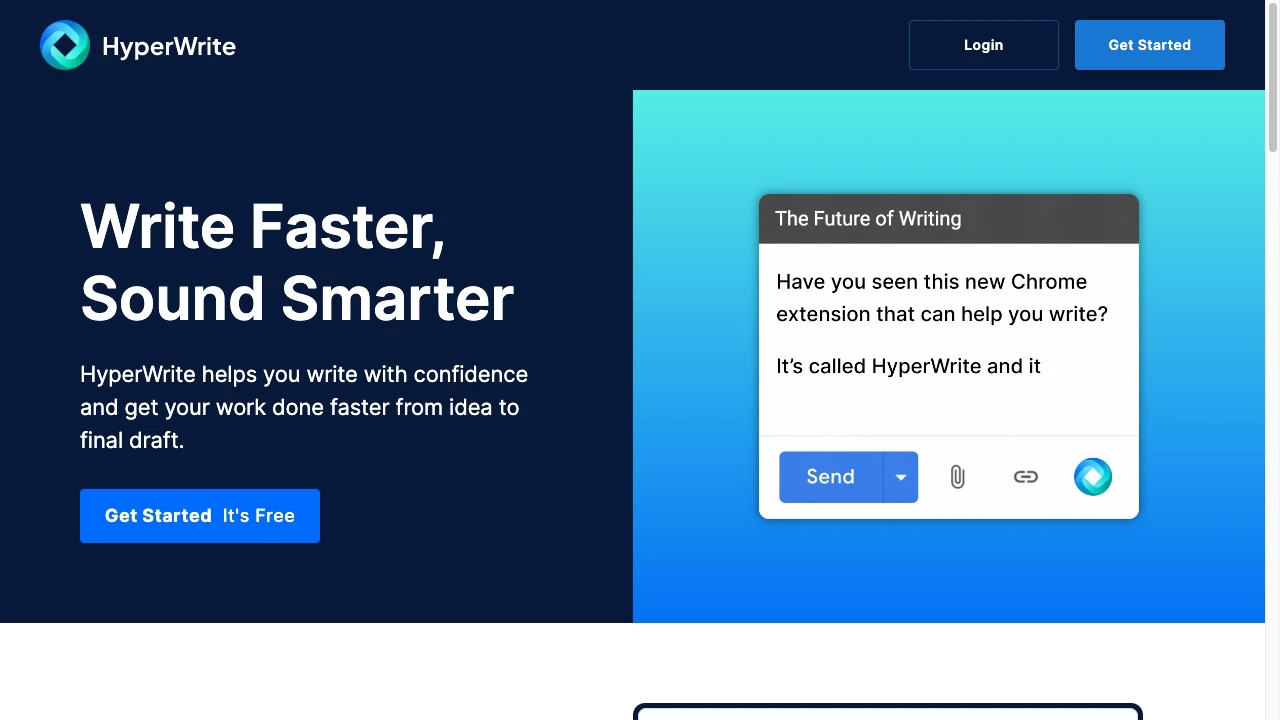 HyperWrite
Login
Get Started
Write Faster,
Sound Smarter
HyperWrite helps you write with confidence
and get your work done faster from idea to
final draft.
Get Started It's Free
The Future of Writing
Have you seen this new Chrome
extension that can help you write?
It’s called HyperWrite and it
Send